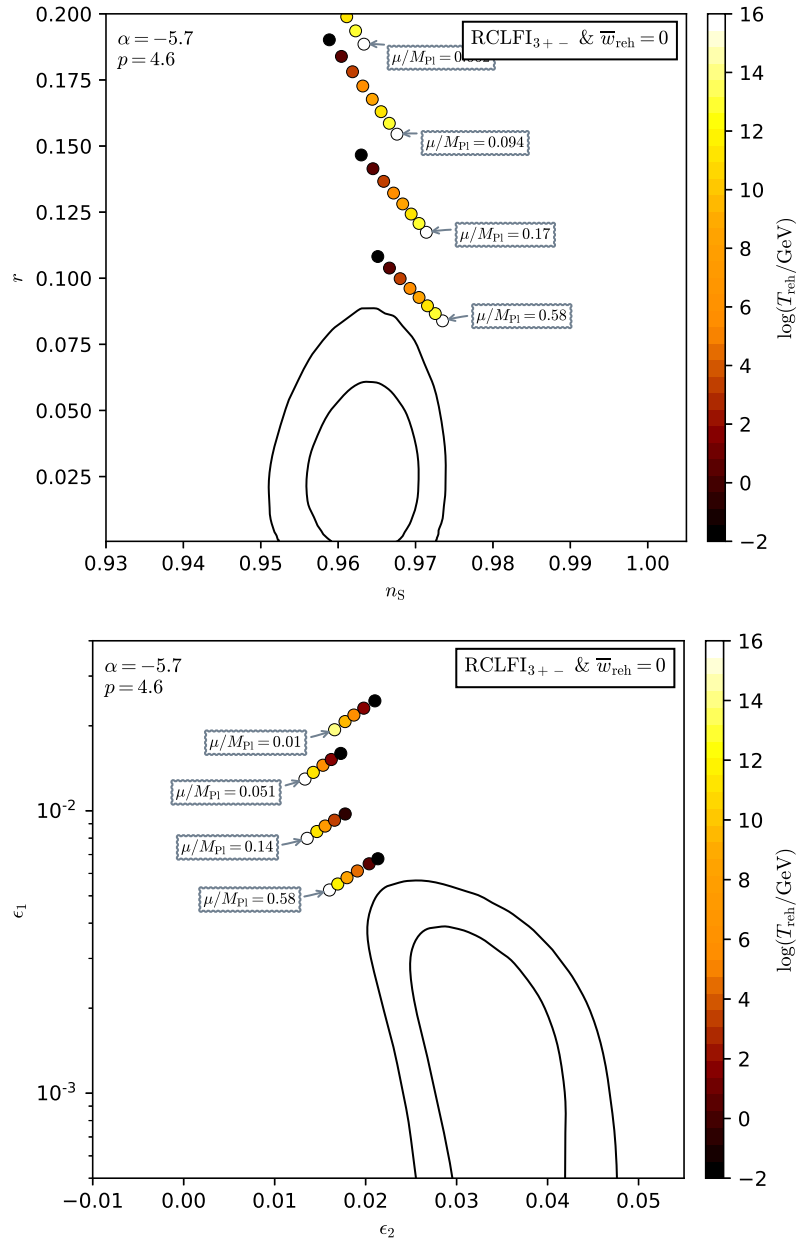 α = −5.7
p = 4.6
RCLFI3+− & w̅reh = 0
μ/MPl = 0.094
μ/MPl = 0.17
μ/MPl = 0.58
0.200
0.175
0.150
0.125
0.100
0.075
0.050
0.025
r
0.93 0.94 0.95 0.96 0.97 0.98 0.99 1.00
nS
16
14
12
10
8
6
4
2
0
−2
log(Treh/GeV)
α = −5.7
p = 4.6
RCLFI3+− & w̅reh = 0
μ/MPl = 0.01
μ/MPl = 0.051
μ/MPl = 0.14
μ/MPl = 0.58
10-2
10-3
ϵ1
−0.01 0.00 0.01 0.02 0.03 0.04 0.05
ϵ2
16
14
12
10
8
6
4
2
0
−2
log(Treh/GeV)